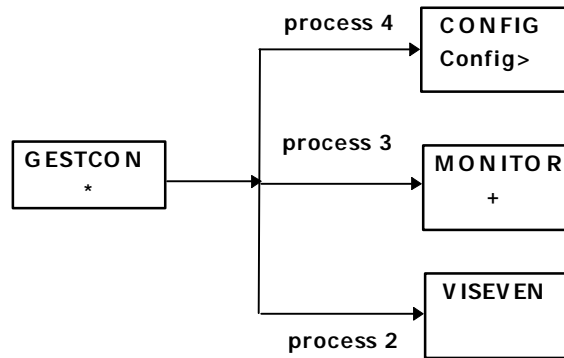 process 4
CONFIG
Config>
process 3
GESTCON
*
MONITOR
+
VISEVEN
process 2